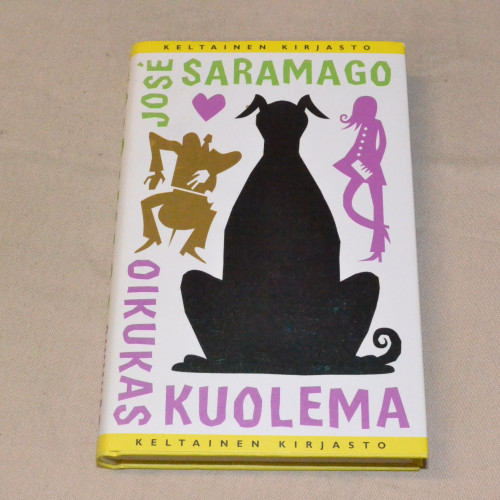 KELTAINEN KIRJASTO
JOSÉ
SARAMAGO
OIKUKAS
KUOLEMA
KELTAINEN KIRJASTO